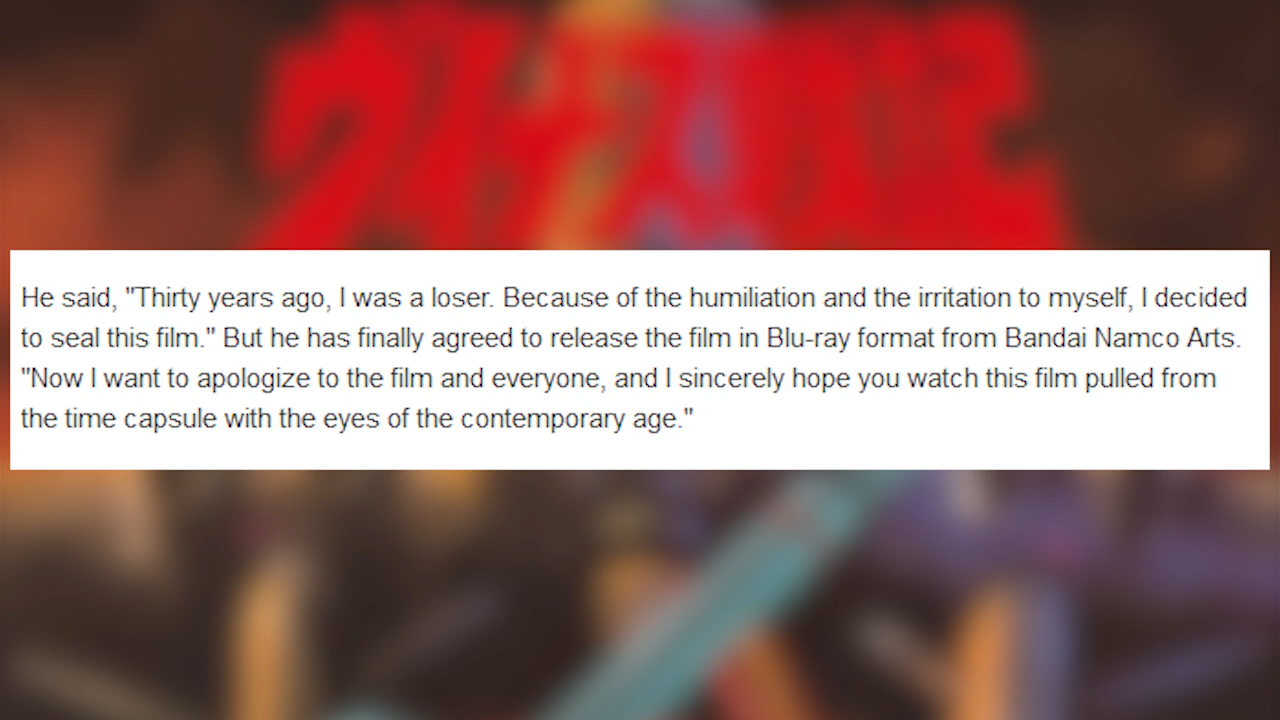 He said, "Thirty years ago, I was a loser. Because of the humiliation and the irritation to myself, I decided
to seal this film." But he has finally agreed to release the film in Blu-ray format from Bandai Namco Arts.
"Now I want to apologize to the film and everyone, and I sincerely hope you watch this film pulled from
the time capsule with the eyes of the contemporary age."